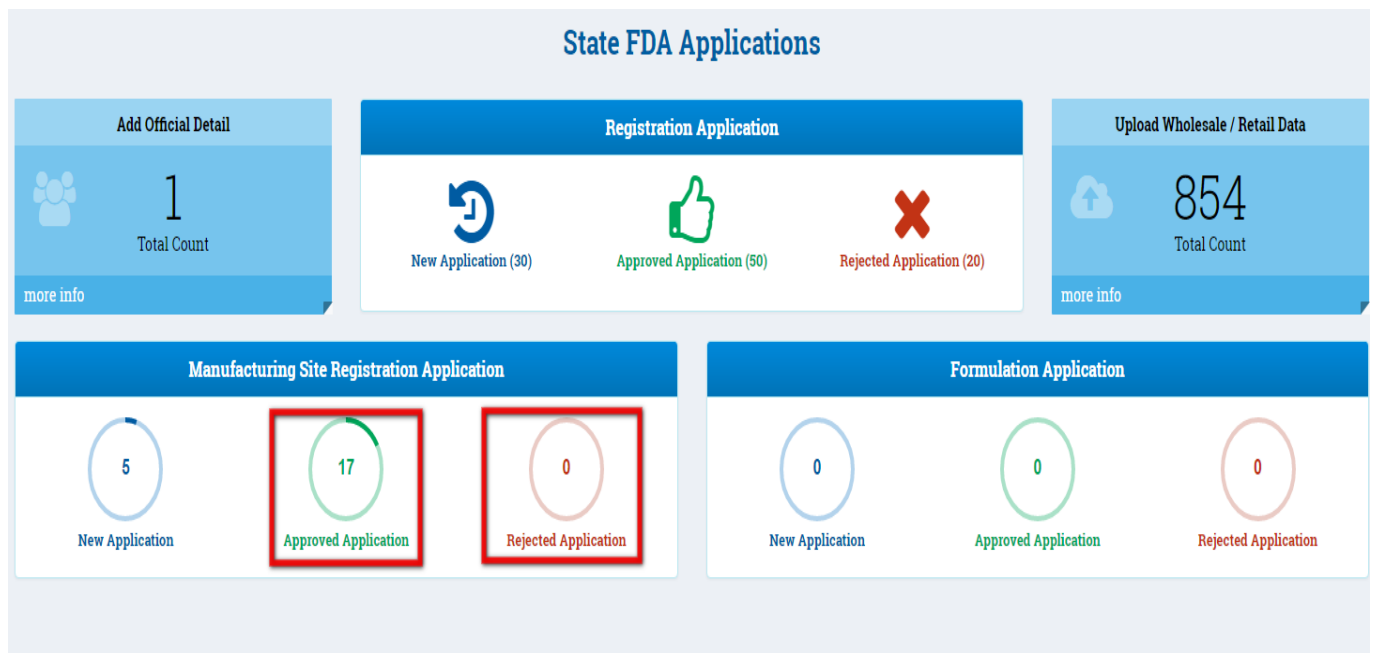 State FDA Applications
Add Official Detail
1
Total Count
more info
Registration Application
New Application (30)
Approved Application (50)
Rejected Application (20)
Upload Wholesale / Retail Data
854
Total Count
more info
Manufacturing Site Registration Application
5
New Application
17
Approved Application
0
Rejected Application
Formulation Application
0
New Application
0
Approved Application
0
Rejected Application